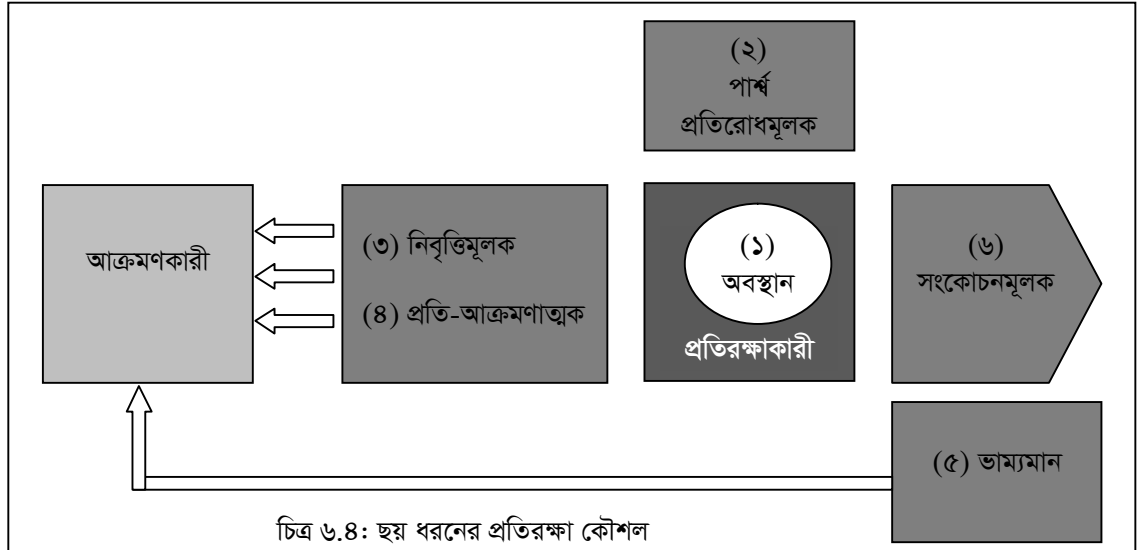 (২)
পার্শ্ব
প্রতিরোধমূলক
আক্রমণকারী
(৩) নিবৃত্তিমূলক
(৪) প্রতি-আক্রমণাত্মক
(১)
অবস্থান
প্রতিরক্ষাকারী
(৬)
সংকোচনমূলক
(৫) ভাম্যমান
চিত্র ৬.৪: ছয় ধরনের প্রতিরক্ষা কৌশল